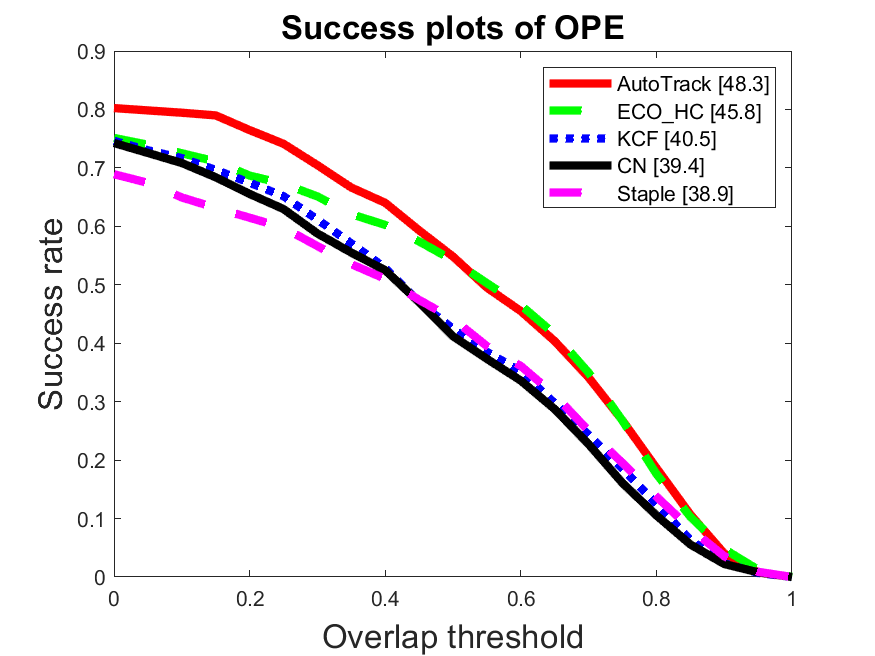 Success plots of OPE
0.9
0.8
0.7
0.6
0.5
0.4
0.3
0.2
0.1
0
Success rate
AutoTrack [48.3]
ECO_HC [45.8]
KCF [40.5]
CN [39.4]
Staple [38.9]
0 0.2 0.4 0.6 0.8 1
Overlap threshold